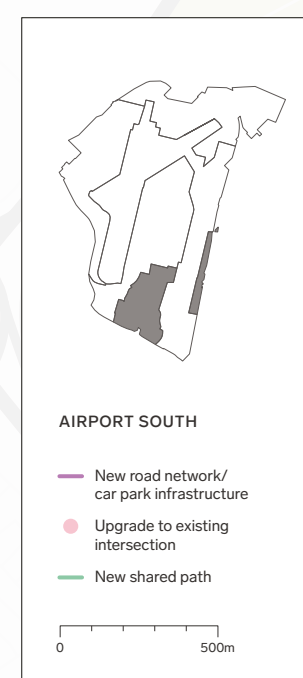 AIRPORT SOUTH
New road network/
car park infrastructure
Upgrade to existing
intersection
New shared path
0 500m